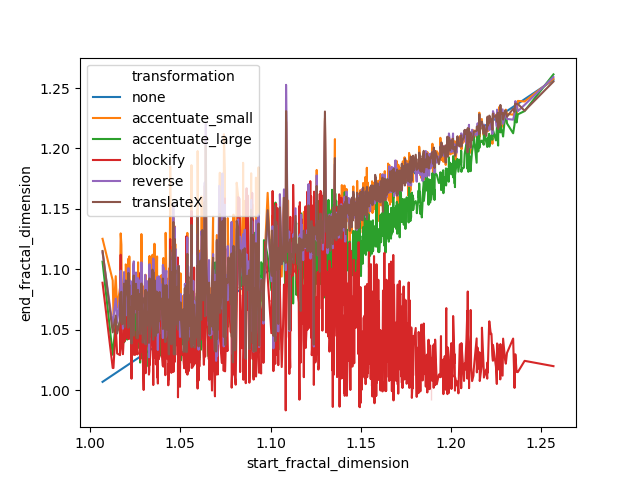 1.25
1.20
1.15
1.10
1.05
1.00
end_fractal_dimension
transformation
none
accentuate_small
accentuate_large
blockify
reverse
translateX
1.00 1.05 1.10 1.15 1.20 1.25
start_fractal_dimension